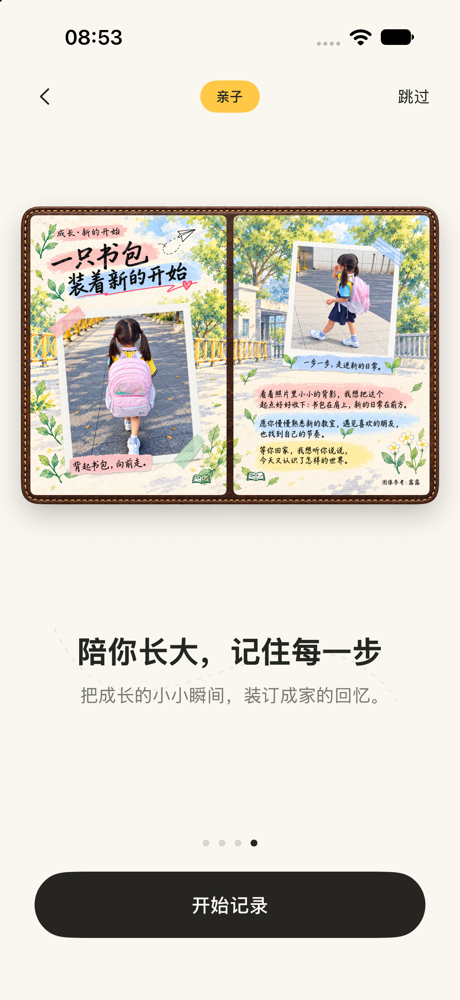 08:53
亲子
跳过
成长·新的开始
一只书包
装着新的开始
背起书包，向前走。
一步一步，走进新的日常。
看着照片里小小的背影，我想把这个
起点好好收下：书包在肩上，新的日常在前方。
愿你慢慢熟悉新的教室，遇见喜欢的朋友，
也找到自己的节奏。
等你回家，我想听你说说，
今天又认识了怎样的世界。
图像参考：露露
陪你长大，记住每一步
把成长的小小瞬间，装订成家的回忆。
开始记录